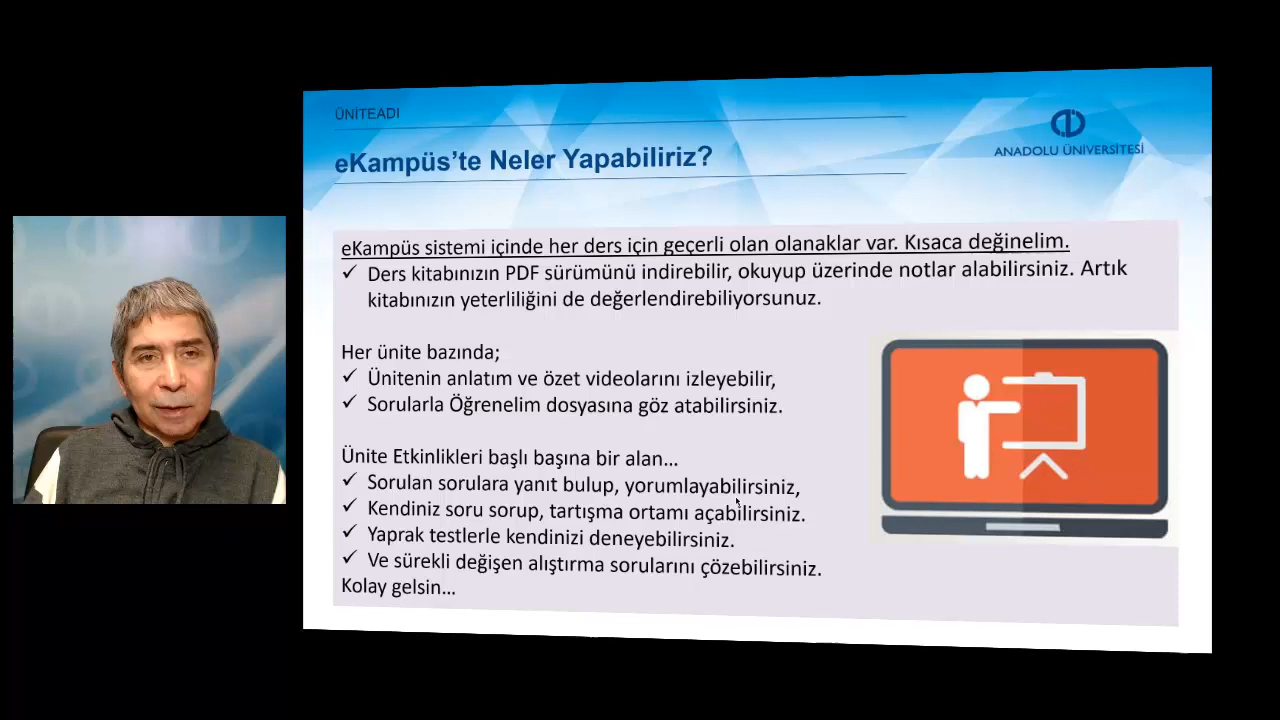 ÜNİTEADI
eKampüs’te Neler Yapabiliriz?
ANADOLU ÜNİVERSİTESİ
eKampüs sistemi içinde her ders için geçerli olan olanaklar var. Kısaca değinelim.
✓ Ders kitabınızın PDF sürümünü indirebilir, okuyup üzerinde notlar alabilirsiniz. Artık
kitabınızın yeterliliğini de değerlendirebiliyorsunuz.
Her ünite bazında;
✓ Ünitenin anlatım ve özet videolarını izleyebilir,
✓ Sorularla Öğrenelim dosyasına göz atabilirsiniz.
Ünite Etkinlikleri başlı başına bir alan…
✓ Sorulan sorulara yanıt bulup, yorumlayabilirsiniz,
✓ Kendiniz soru sorup, tartışma ortamı açabilirsiniz.
✓ Yaprak testlerle kendinizi deneyebilirsiniz.
✓ Ve sürekli değişen alıştırma sorularını çözebilirsiniz.
Kolay gelsin…